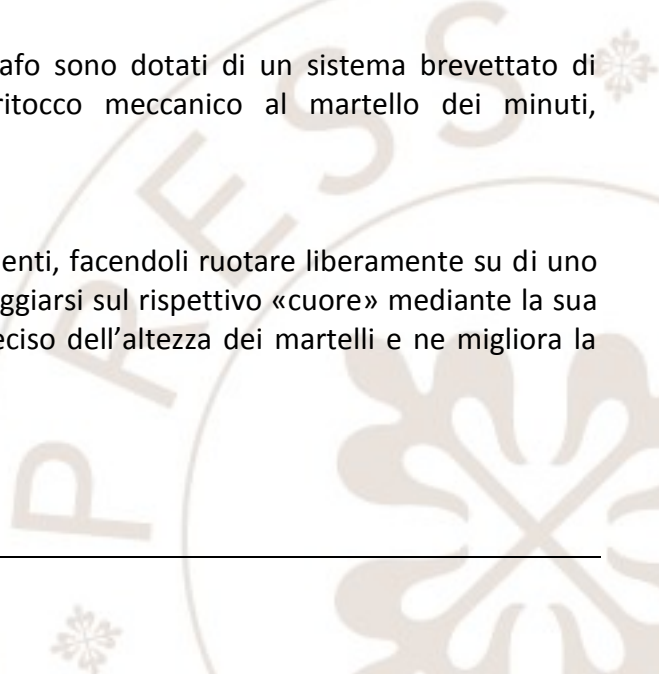 afo sono dotati di un sistema brevettato di
ritocco meccanico al martello dei minuti,
enti, facendoli ruotare liberamente su di uno
ggiarsi sul rispettivo «cuore» mediante la sua
eciso dell’altezza dei martelli e ne migliora la
PRESS